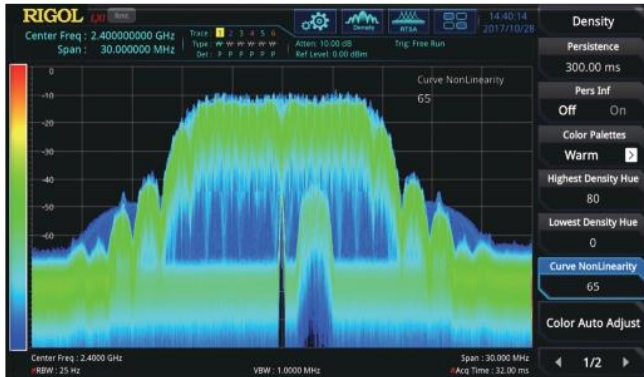 RIGOL LXI
Center Freq : 2.400000000 GHz
Span : 30.000000 MHz
Trace : 1 2 3 4 5 6
Type : W W W W W W
Det : P P P P P P
Density
RTSA
Atten: 10.00 dB
Ref Level: 0.00 dBm
Trig: Free Run
14:40:14
2017/10/28
0
-10
-20
-30
-40
-50
-60
Curve NonLinearity
65
Center Freq : 2.4000 GHz
#RBW : 25 Hz
VBW : 1.0000 MHz
Span : 30.000 MHz
#Acq Time : 32.00 ms
Density
Persistence
300.00 ms
Pers Inf
Off On
Color Palettes
Warm >
Highest Density Hue
80
Lowest Density Hue
0
Curve NonLinearity
65
Color Auto Adjust
1/2